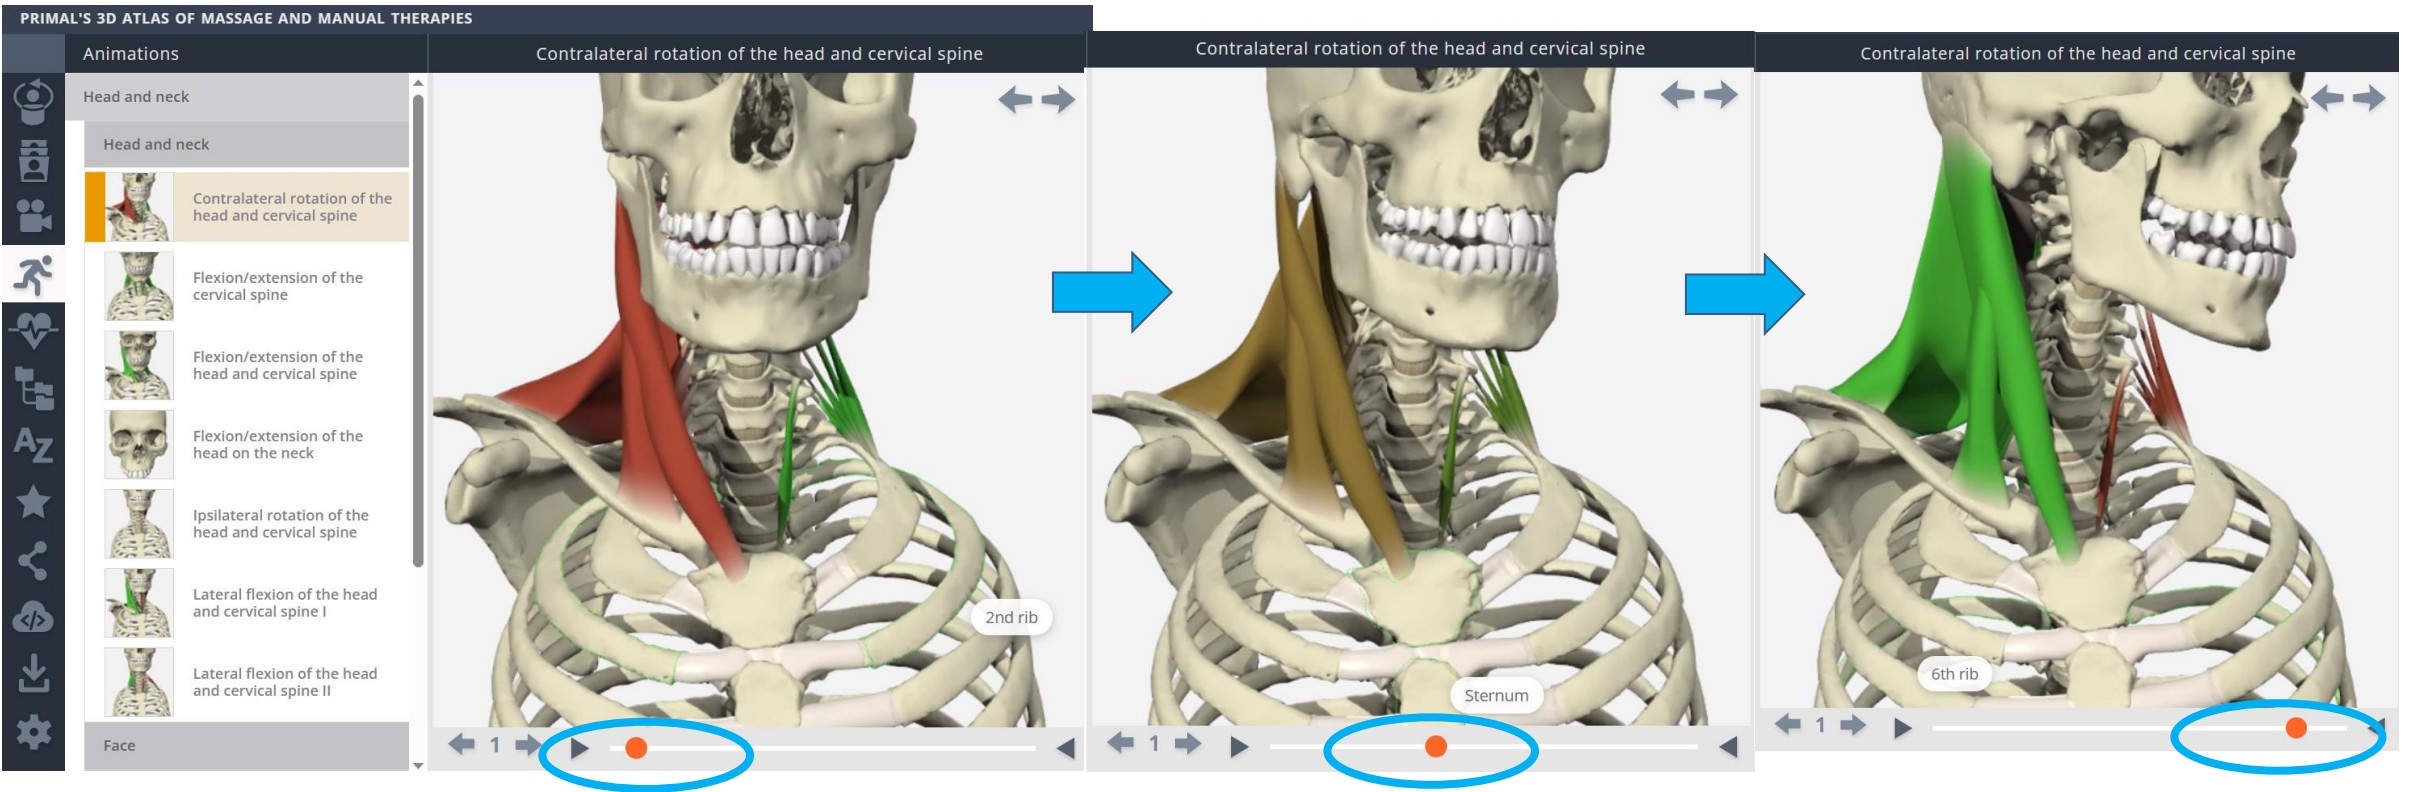 PRIMAL'S 3D ATLAS OF MASSAGE AND MANUAL THERAPIES
Animations
Head and neck
Head and neck
Contralateral rotation of the
head and cervical spine
Flexion/extension of the
cervical spine
Flexion/extension of the
head and cervical spine
Flexion/extension of the
head on the neck
Ipsilateral rotation of the
head and cervical spine
Lateral flexion of the head
and cervical spine I
Lateral flexion of the head
and cervical spine II
Face
AZ
Contralateral rotation of the head and cervical spine
2nd rib
1
Contralateral rotation of the head and cervical spine
Sternum
1
Contralateral rotation of the head and cervical spine
6th rib
1